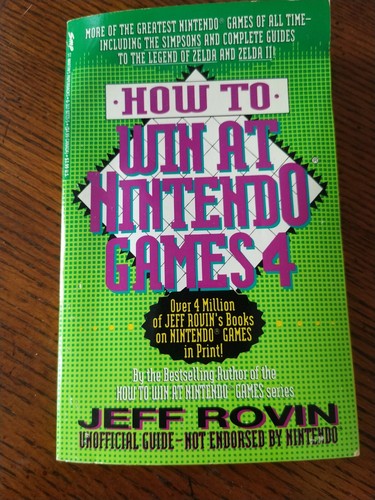 MORE OF THE GREATEST NINTENDO® GAMES OF ALL TIME–
INCLUDING THE SIMPSONS AND COMPLETE GUIDES
TO THE LEGEND OF ZELDA AND ZELDA II!
·HOW TO·
WIN AT
NINTENDO®
GAMES 4
Over 4 Million
of JEFF ROVIN's Books
on NINTENDO® GAMES
in Print!
By the Bestselling Author of the
HOW TO WIN AT NINTENDO® GAMES series
JEFF ROVIN
UNOFFICIAL GUIDE–NOT ENDORSED BY NINTENDO®